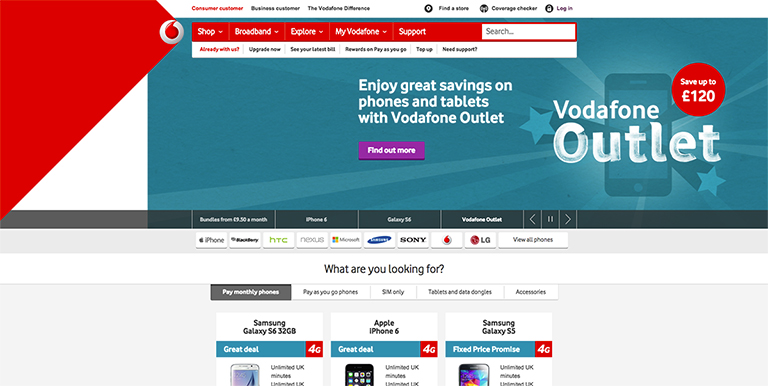 Consumer customer Business customer The Vodafone Difference Find a store Coverage checker Log in
Shop Broadband Explore My Vodafone Support Search...
Already with us? Upgrade now See your latest bill Rewards on Pay as you go Top up Need support?
Enjoy great savings on
phones and tablets
with Vodafone Outlet
Find out more
Save up to
£120
Vodafone
Outlet
Bundles from £9.50 a month iPhone 6 Galaxy S6 Vodafone Outlet
iPhone BlackBerry hTC nexus Microsoft SAMSUNG SONY LG View all phones
What are you looking for?
Pay monthly phones Pay as you go phones SIM only Tablets and data dongles Accessories
Samsung
Galaxy S6 32GB
Great deal 4G
Unlimited UK
minutes
Unlimited UK
Apple
iPhone 6
Great deal 4G
Unlimited UK
minutes
Unlimited UK
Samsung
Galaxy S5
Fixed Price Promise 4G
Unlimited UK
minutes
Unlimited UK